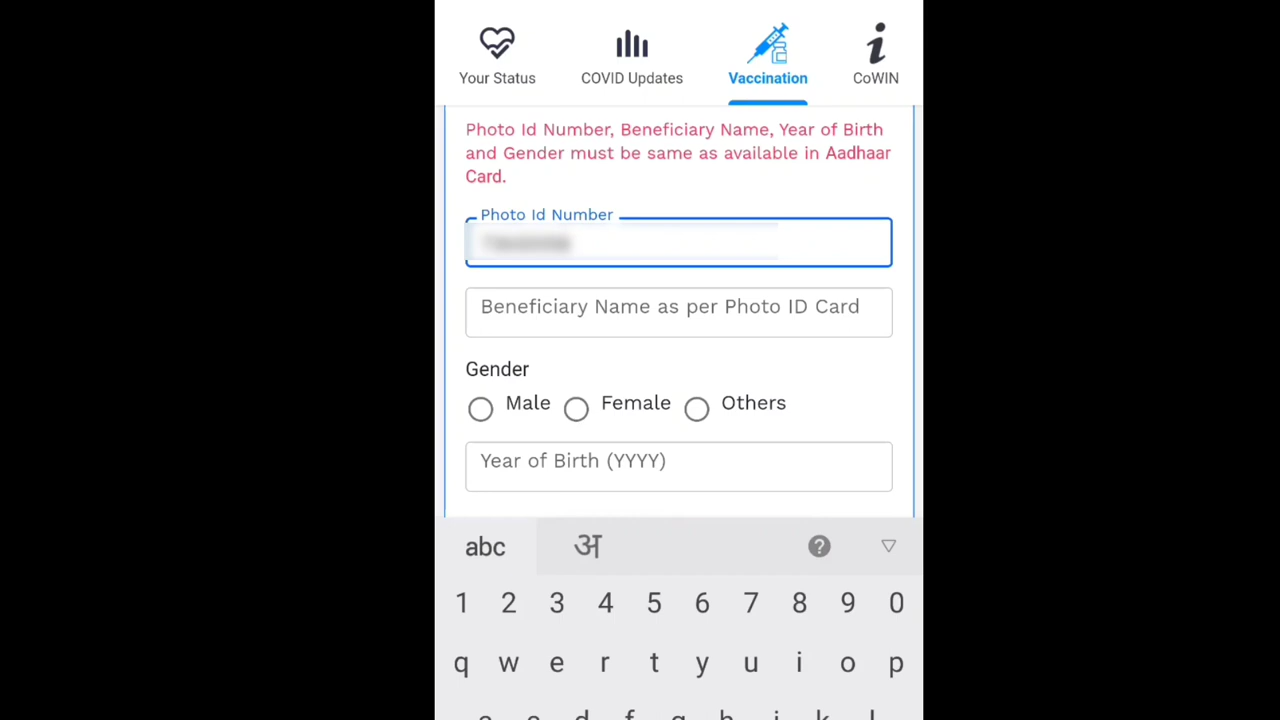 Your Status
COVID Updates
Vaccination
CoWIN
Photo Id Number, Beneficiary Name, Year of Birth
and Gender must be same as available in Aadhaar
Card.
Photo Id Number
Beneficiary Name as per Photo ID Card
Gender
Male Female Others
Year of Birth (YYYY)
abc अ ?
1 2 3 4 5 6 7 8 9 0
q w e r t y u i o p